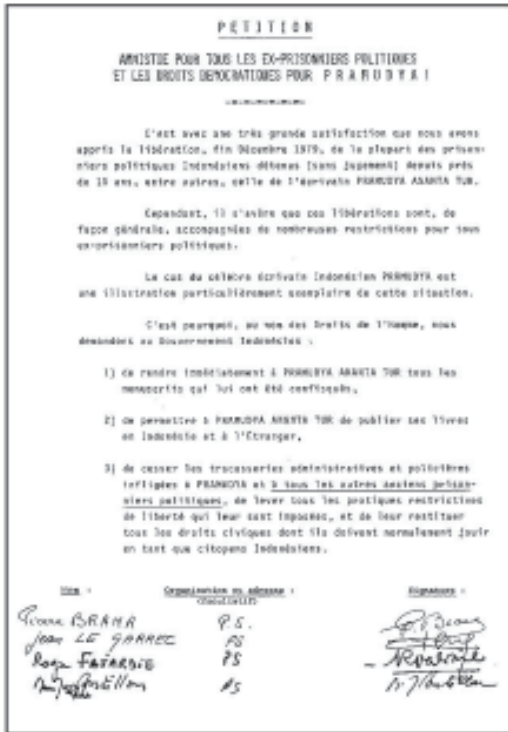 PETITION
AMNISTIE POUR TOUS LES EX-PRISONNIERS POLITIQUES
ET LES DROITS DEMOCRATIQUES POUR P R A M U D Y A !
C'est avec une très grande satisfaction que nous avons
appris la libération, fin Décembre 1979, de la plupart des prison-
niers politiques Indonésiens détenus (sans jugement) depuis près
de ans, entre autres, celle de l'écrivain PRAMUDYA ANANTA TUR.
Cependant, il s'avère que ces libérations sont, de
façon générale, accompagnées de nombreuses restrictions pour tous
ex-prisonniers politiques.
Le cas du célèbre écrivain Indonésien PRAMUDYA est
une illustration particulièrement exemplaire de cette situation.
C'est pourquoi, au nom des Droits de l'Homme, nous
demandons au Gouvernement Indonésien :
1) de rendre immédiatement à PRAMUDYA ANANTA TUR tous les
manuscrits qui lui ont été confisqués,
2) de permettre à PRAMUDYA ANANTA TUR de publier ses livres
en Indonésie et à l'Étranger,
3) de cesser les tracasseries administratives et policières
infligées à PRAMUDYA et à tous les autres anciens prison-
niers politiques, de lever tous les pratiques restrictives
de liberté qui leur sont imposées, et de leur restituer
tous les droits civiques dont ils doivent normalement jouir
en tant que citoyens Indonésiens.
Nom : Organisation ou adresse : Signature :
(facultatif)
BRANA P.S.
Jean LE GARREC PS
PS
PS